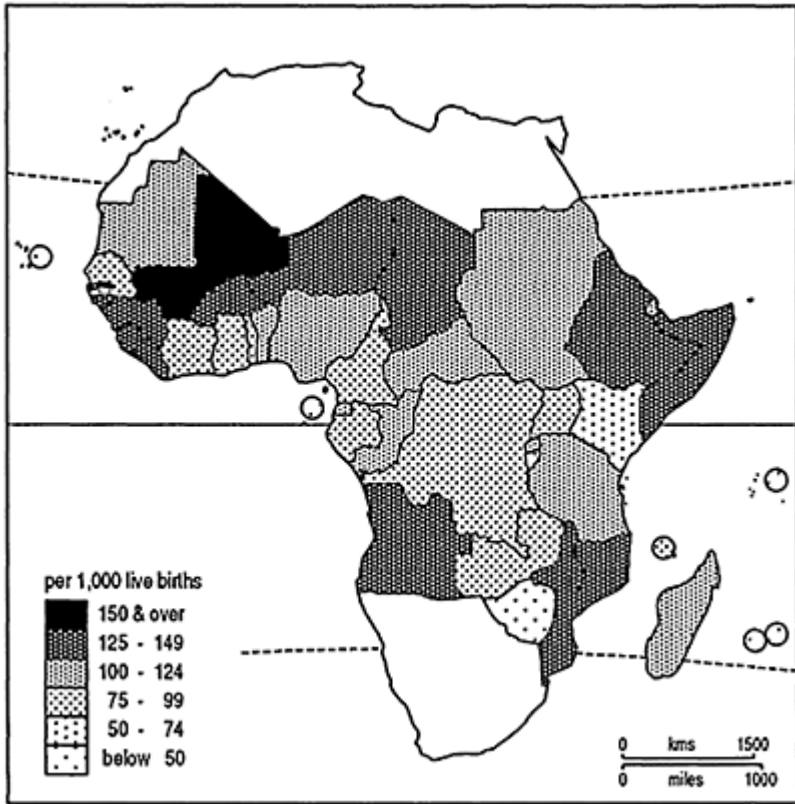 per 1,000 live births
150 & over
125 - 149
100 - 124
75 - 99
50 - 74
below 50
0 kms 1500
0 miles 1000